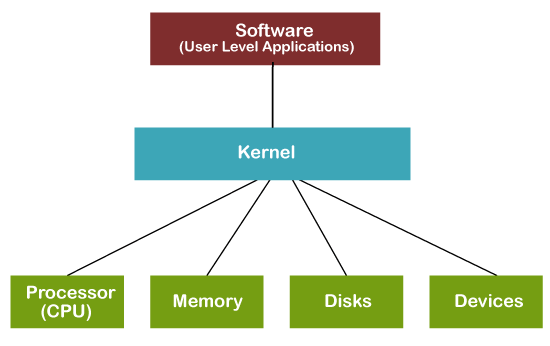 Software
(User Level Applications)
Kernel
Processor
(CPU)
Memory
Disks
Devices